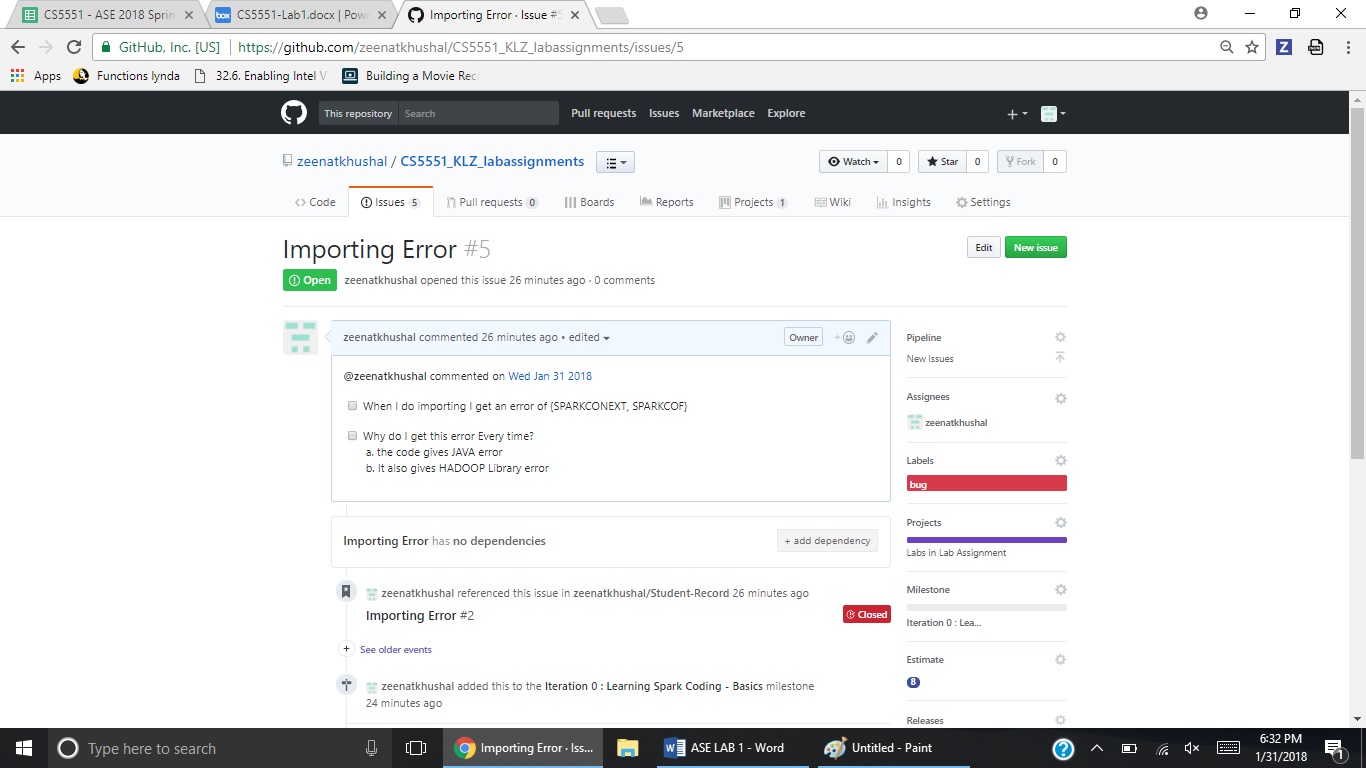 CS5551 - ASE 2018 Sprin
CS5551-Lab1.docx | Powe
Importing Error · Issue #5
GitHub, Inc. [US] https://github.com/zeenatkhushal/CS5551_KLZ_labassignments/issues/5
Apps Functions lynda 32.6. Enabling Intel V Building a Movie Rec
This repository Search Pull requests Issues Marketplace Explore
zeenatkhushal / CS5551_KLZ_labassignments
Watch 0 Star 0 Fork 0
Code Issues 5 Pull requests 0 Boards Reports Projects 1 Wiki Insights Settings
Importing Error #5
Edit New issue
Open zeenatkhushal opened this issue 26 minutes ago · 0 comments
zeenatkhushal commented 26 minutes ago • edited
Owner
@zeenatkhushal commented on Wed Jan 31 2018
When I do importing I get an error of {SPARKCONEXT, SPARKCOF}
Why do I get this error Every time?
a. the code gives JAVA error
b. It also gives HADOOP Library error
Importing Error has no dependencies
+ add dependency
zeenatkhushal referenced this issue in zeenatkhushal/Student-Record 26 minutes ago
Importing Error #2
Closed
See older events
zeenatkhushal added this to the Iteration 0 : Learning Spark Coding - Basics milestone
24 minutes ago
Pipeline
New Issues
Assignees
zeenatkhushal
Labels
bug
Projects
Labs in Lab Assignment
Milestone
Iteration 0 : Lea...
Estimate
8
Releases
Type here to search
Importing Error · Iss...
ASE LAB 1 - Word
Untitled - Paint
6:32 PM
1/31/2018
1